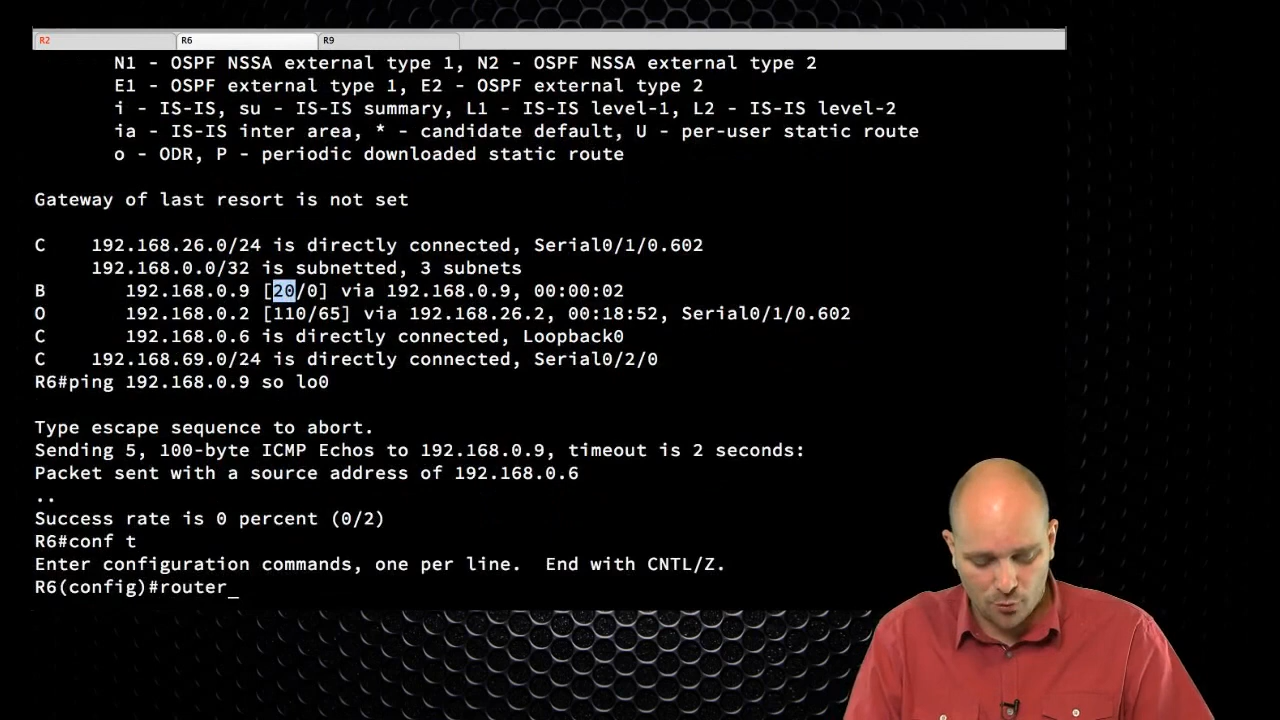 R2 R6 R9
N1 - OSPF NSSA external type 1, N2 - OSPF NSSA external type 2
E1 - OSPF external type 1, E2 - OSPF external type 2
i - IS-IS, su - IS-IS summary, L1 - IS-IS level-1, L2 - IS-IS level-2
ia - IS-IS inter area, * - candidate default, U - per-user static route
o - ODR, P - periodic downloaded static route
Gateway of last resort is not set
C 192.168.26.0/24 is directly connected, Serial0/1/0.602
192.168.0.0/32 is subnetted, 3 subnets
B 192.168.0.9 [20/0] via 192.168.0.9, 00:00:02
O 192.168.0.2 [110/65] via 192.168.26.2, 00:18:52, Serial0/1/0.602
C 192.168.0.6 is directly connected, Loopback0
C 192.168.69.0/24 is directly connected, Serial0/2/0
R6#ping 192.168.0.9 so lo0
Type escape sequence to abort.
Sending 5, 100-byte ICMP Echos to 192.168.0.9, timeout is 2 seconds:
Packet sent with a source address of 192.168.0.6
..
Success rate is 0 percent (0/2)
R6#conf t
Enter configuration commands, one per line. End with CNTL/Z.
R6(config)#router_